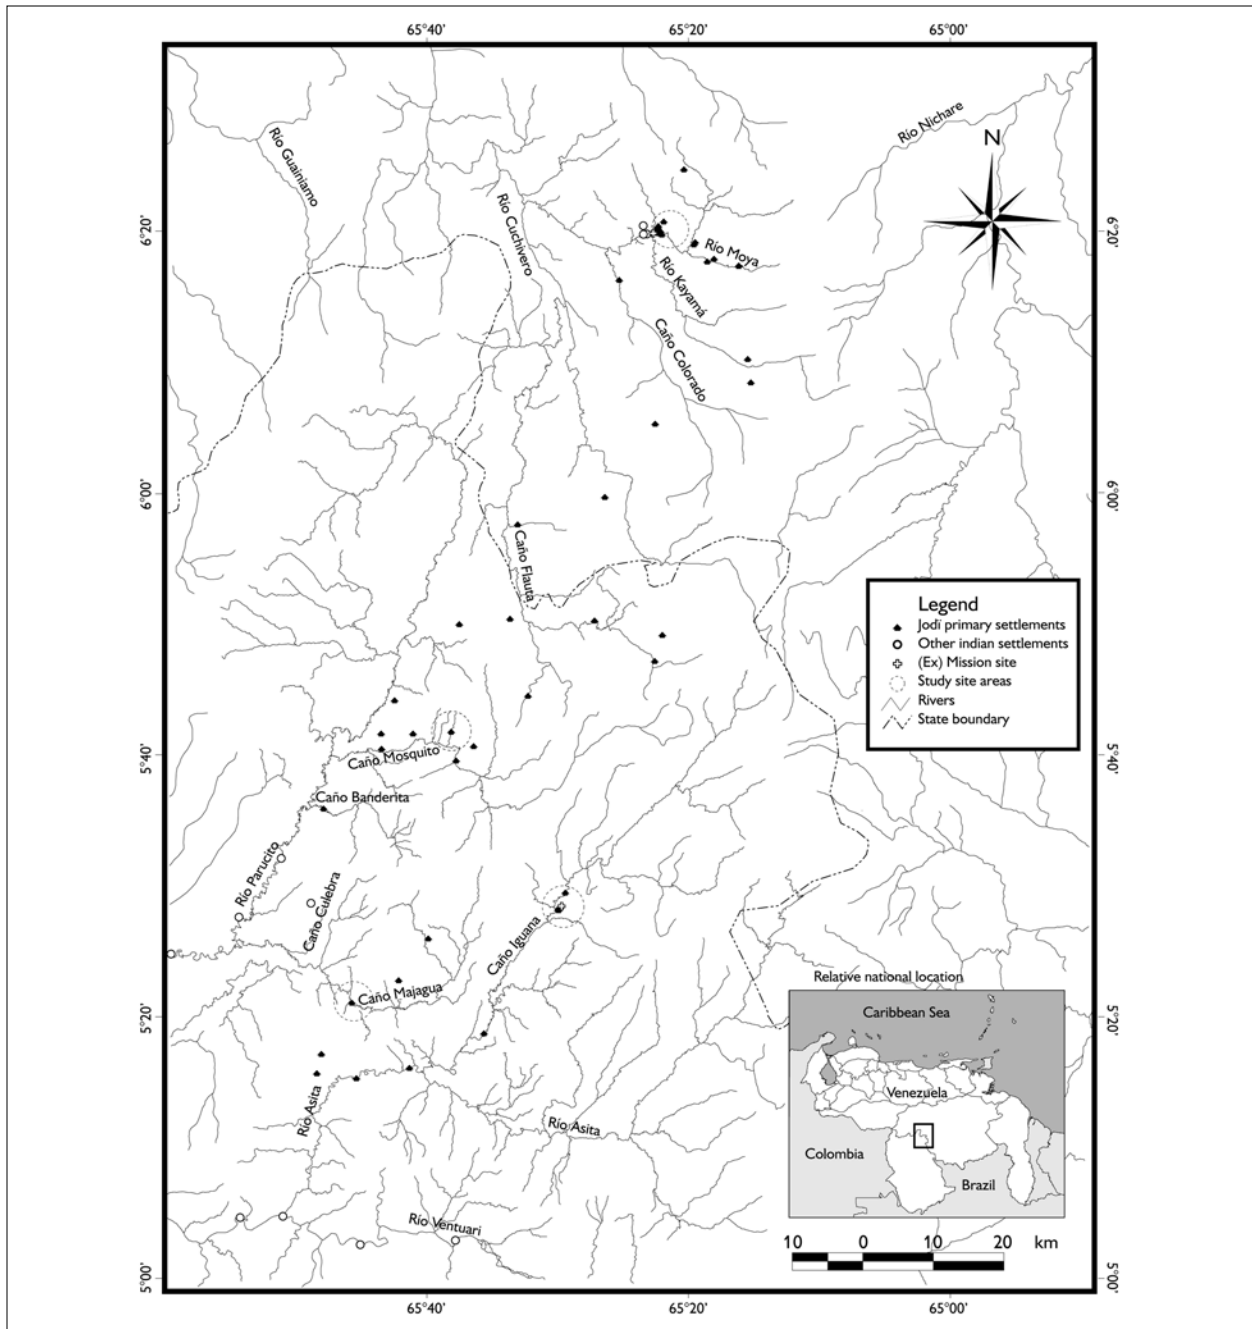 65°40'
65°20'
65°00'
Río Nichare
N
Río Guainiamo
6°20'
6°20'
Río Cuchivero
Río Moya
Río Kayamá
Caño Colorado
6°00'
6°00'
Caño Flauta
Legend
Jodï primary settlements
Other indian settlements
(Ex) Mission site
Study site areas
Rivers
State boundary
5°40'
5°40'
Caño Mosquito
Caño Banderita
Río Parucito
Caño Culebra
Caño Iguana
Caño Majagua
5°20'
5°20'
Relative national location
Caribbean Sea
Venezuela
Colombia
Brazil
Río Asita
Río Asita
Río Ventuari
10 0 10 20 km
5°00'
5°00'
65°40'
65°20'
65°00'